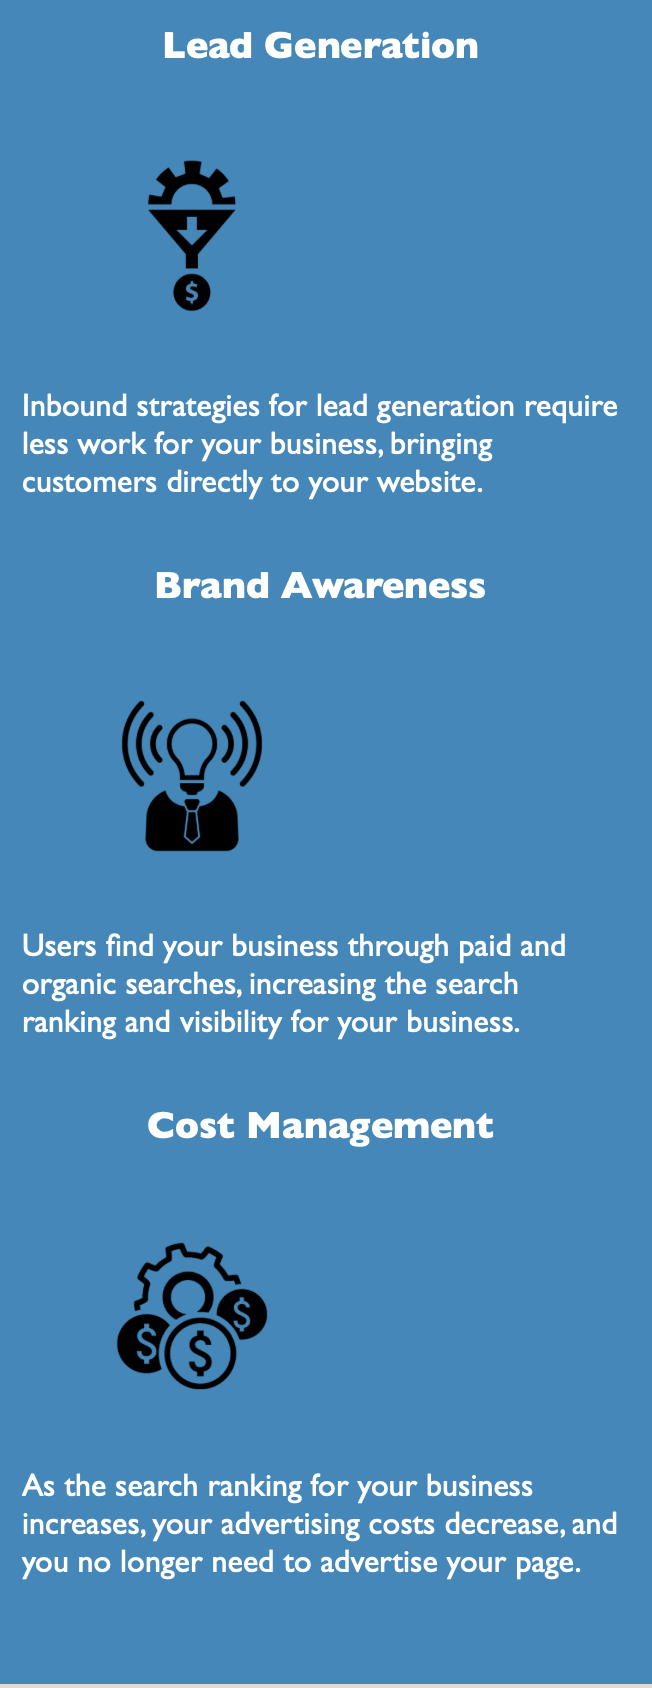 Lead Generation
$
Inbound strategies for lead generation require
less work for your business, bringing
customers directly to your website.
Brand Awareness
Users find your business through paid and
organic searches, increasing the search
ranking and visibility for your business.
Cost Management
$
$
$
As the search ranking for your business
increases, your advertising costs decrease, and
you no longer need to advertise your page.